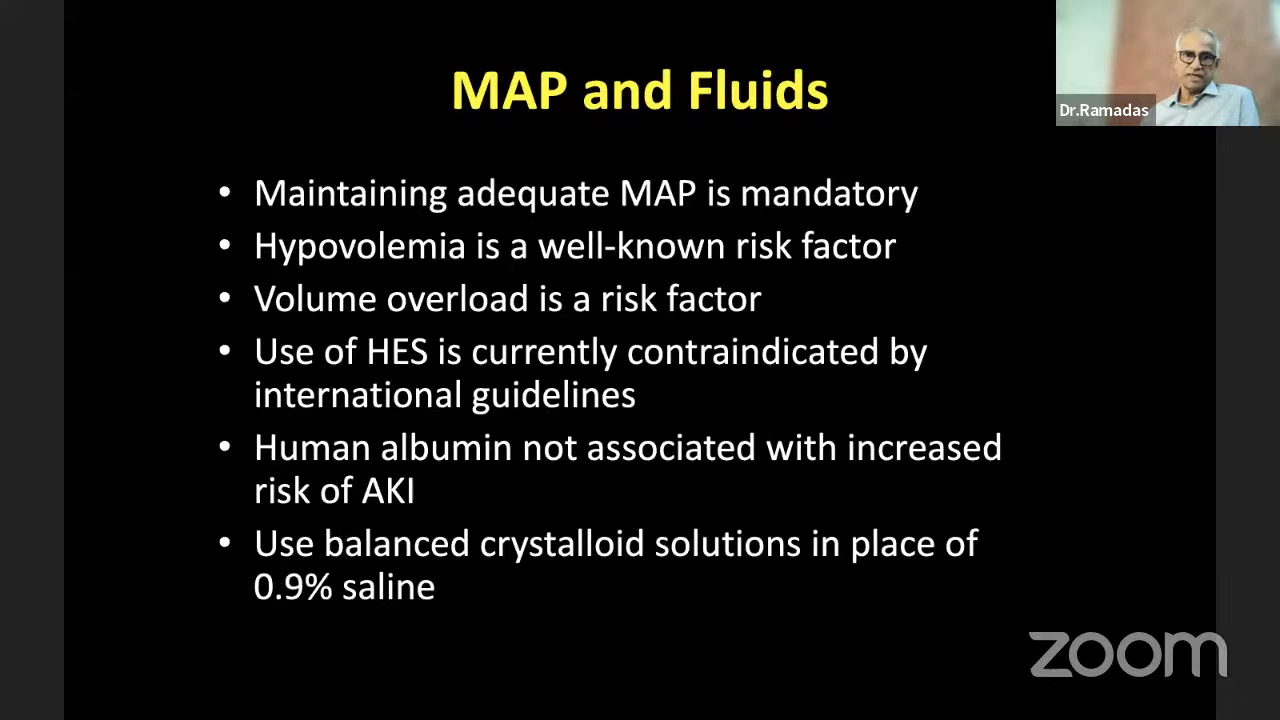 MAP and Fluids
Dr.Ramadas
• Maintaining adequate MAP is mandatory
• Hypovolemia is a well-known risk factor
• Volume overload is a risk factor
• Use of HES is currently contraindicated by
international guidelines
• Human albumin not associated with increased
risk of AKI
• Use balanced crystalloid solutions in place of
0.9% saline
zoom